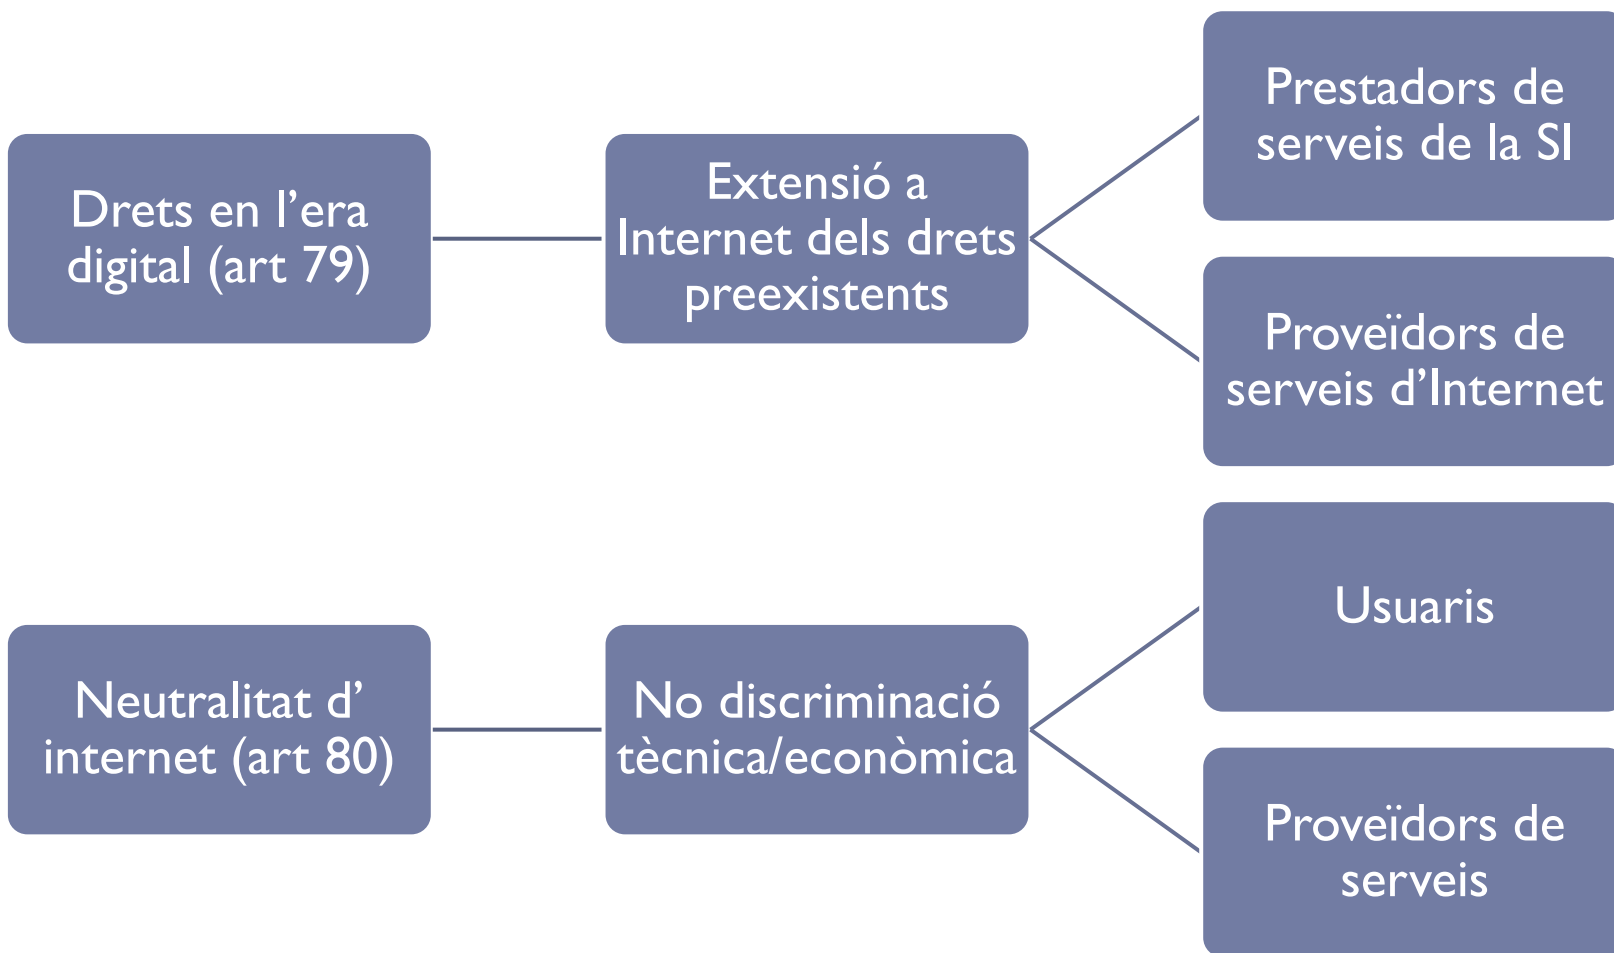 Drets en l’era
digital (art 79)
Extensió a
Internet dels drets
preexistents
Prestadors de
serveis de la SI
Proveïdors de
serveis d’Internet
Neutralitat d’
internet (art 80)
No discriminació
tècnica/econòmica
Usuaris
Proveïdors de
serveis